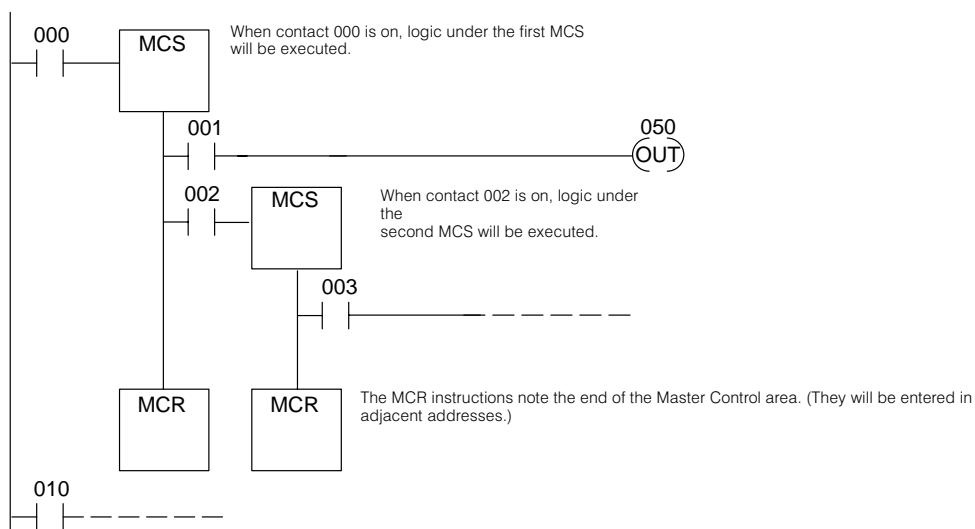 000
MCS
When contact 000 is on, logic under the first MCS
will be executed.
001
050
OUT
002
MCS
When contact 002 is on, logic under
the
second MCS will be executed.
003
MCR
MCR
The MCR instructions note the end of the Master Control area. (They will be entered in
adjacent addresses.)
010